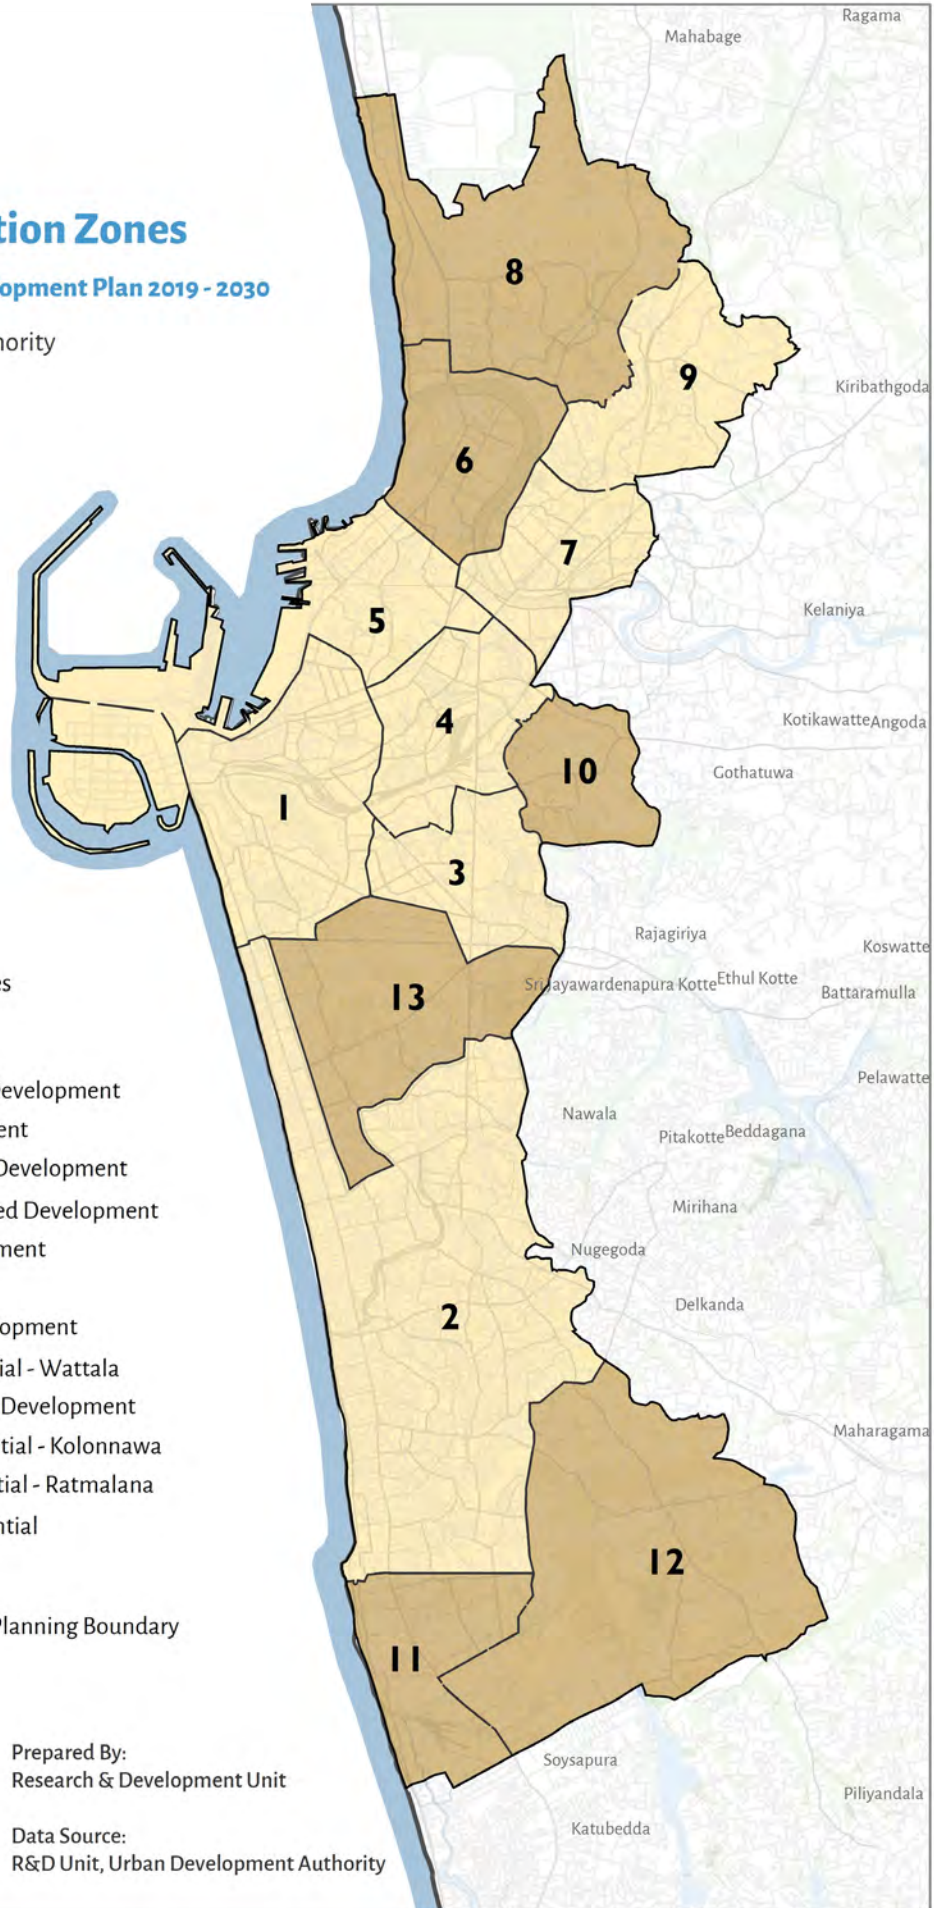 Ragama
Mahabage
tion Zones
opment Plan 2019 - 2030
hority
8
9
Kiribathgoda
6
7
Kelaniya
5
4
Kotikawatte Angoda
10
Gothatuwa
1
3
Rajagiriya
Koswatte
Sri Jayawardenapura Kotte Ethul Kotte
es
13
Battaramulla
Development
Pelawatte
ent
Nawala
Pitakotte Beddagana
Development
ed Development
Mirihana
ment
Nugegoda
Delkanda
2
opment
ial - Wattala
Development
Maharagama
tial - Kolonnawa
tial - Ratmalana
ntial
12
Planning Boundary
11
Prepared By:
Research & Development Unit
Soysapura
Piliyandala
Katubedda
Data Source:
R&D Unit, Urban Development Authority